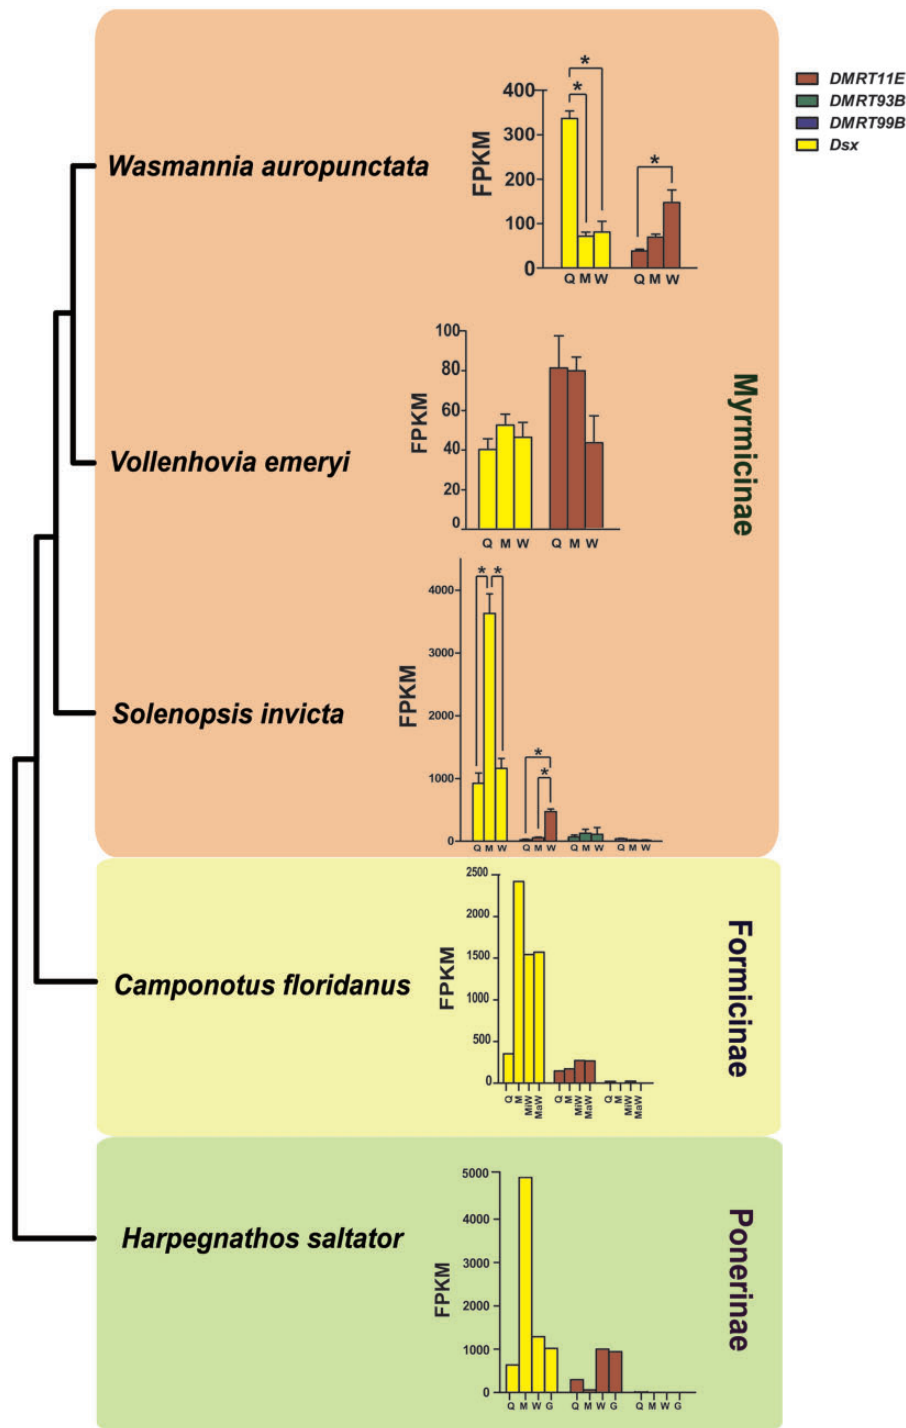 DMRT11E
DMRT93B
DMRT99B
Dsx
Wasmannia auropunctata
FPKM
400
300
200
100
0
* * *
Q M W Q M W
Myrmicinae
Vollenhovia emeryi
FPKM
100
80
60
40
20
0
Q M W Q M W
Solenopsis invicta
FPKM
4000
3000
2000
1000
0
* * * *
Q M W Q M W Q M W Q M W
Formicinae
Camponotus floridanus
FPKM
2500
2000
1500
1000
500
0
Q M MiW MaW Q M MiW MaW Q M MiW MaW
Ponerinae
Harpegnathos saltator
FPKM
5000
4000
3000
2000
1000
0
Q M W G Q M W G Q M W G